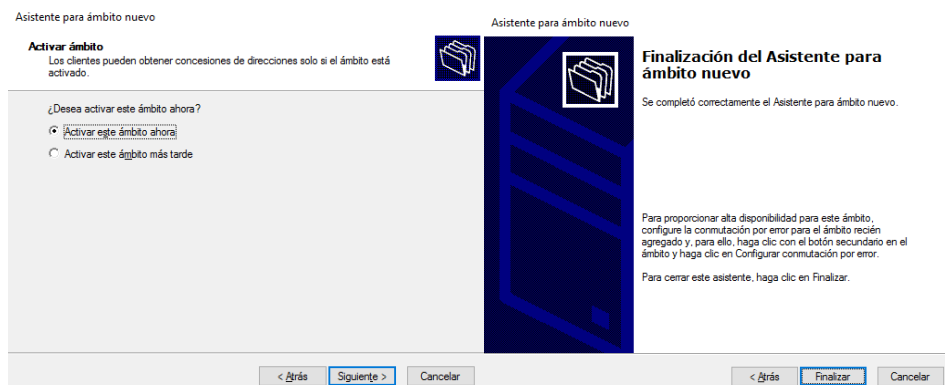 Asistente para ámbito nuevo
Activar ámbito
Los clientes pueden obtener concesiones de direcciones solo si el ámbito está
activado.
¿Desea activar este ámbito ahora?
Activar este ámbito ahora
Activar este ámbito más tarde
< Atrás
Siguiente >
Cancelar
Asistente para ámbito nuevo
Finalización del Asistente para
ámbito nuevo
Se completó correctamente el Asistente para ámbito nuevo.
Para proporcionar alta disponibilidad para este ámbito,
configure la conmutación por error para el ámbito recién
agregado y, para ello, haga clic con el botón secundario en el
ámbito y haga clic en Configurar conmutación por error.
Para cerrar este asistente, haga clic en Finalizar.
< Atrás
Finalizar
Cancelar